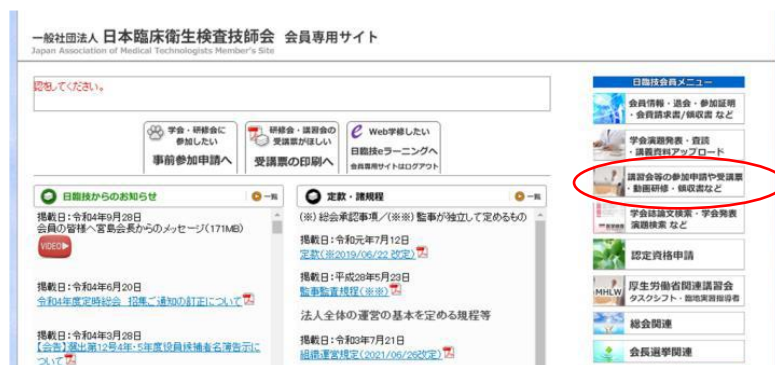 一般社団法人 日本臨床衛生検査技師会 会員専用サイト
Japan Association of Medical Technologists Member's Site
認をしてください。
学会・研修会に
参加したい
事前参加申請へ
研修会・講習会の
受講票がほしい
受講票の印刷へ
Web学修したい
日臨技eラーニングへ
会員専用サイトはログアウト
日臨技からのお知らせ
一覧
掲載日:令和4年9月28日
会員の皆様へ宮島会長からのメッセージ(171MB)
VIDEO
掲載日:令和4年6月20日
令和4年度定時総会 招集ご通知の訂正について
掲載日:令和4年3月28日
【会告】選出第12号4年・5年度役員候補者名簿告示に
ついて
定款・諸規程
一覧
(※)総会承認事項/(※※)監事が独立して定めるもの
掲載日:令和元年7月12日
定款(※2019/06/22 改定)
掲載日:平成28年5月23日
監事監査規程(※※)
法人全体の運営の基本を定める規程等
掲載日:令和3年7月21日
組織運営規定(2021/06/26改定)
日臨技会員メニュー
会員情報・退会・参加証明
・会費請求書/領収書 など
学会演題発表・査読
・講義資料アップロード
講習会等の参加申請や受講票
・動画研修・領収書など
学会誌論文検索・学会発表
演題検索 など
認定資格申請
MHLW
厚生労働省関連講習会
タスクシフト・臨地実習指導者
総会関連
会長選挙関連